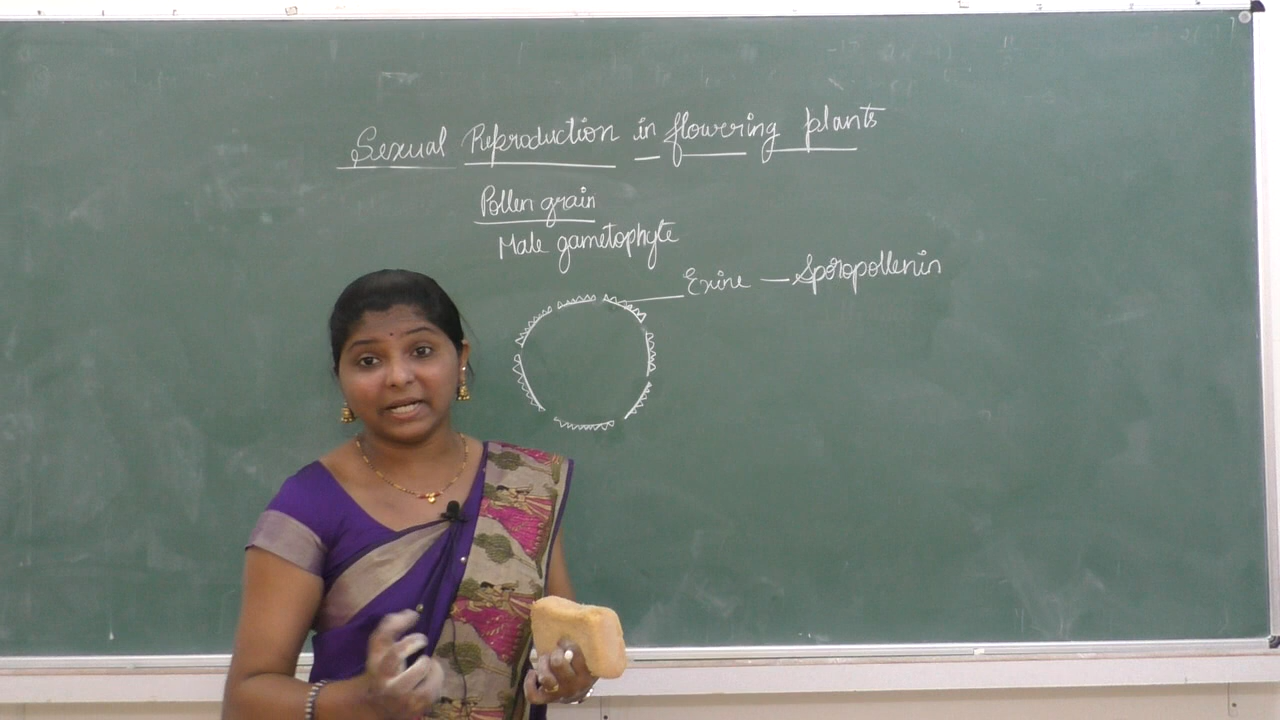 Sexual Reproduction in flowering plants
Pollen grain
Male gametophyte
Exine — Sporopollenin